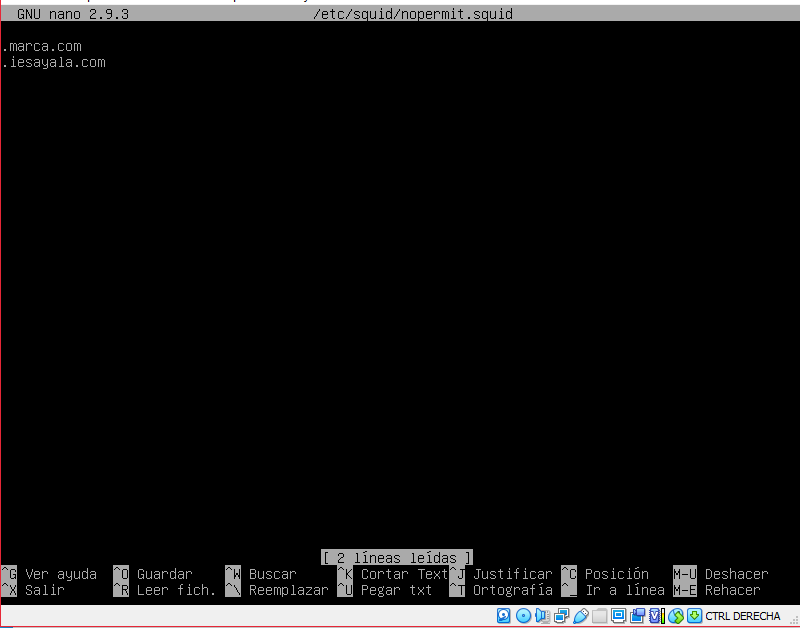 GNU nano 2.9.3 /etc/squid/nopermit.squid
.marca.com
.iesayala.com
[ 2 líneas leídas ]
^G Ver ayuda ^O Guardar ^W Buscar ^K Cortar Text ^J Justificar ^C Posición M-U Deshacer
^X Salir ^R Leer fich. ^\ Reemplazar ^U Pegar txt ^T Ortografía ^_ Ir a línea M-E Rehacer
CTRL DERECHA